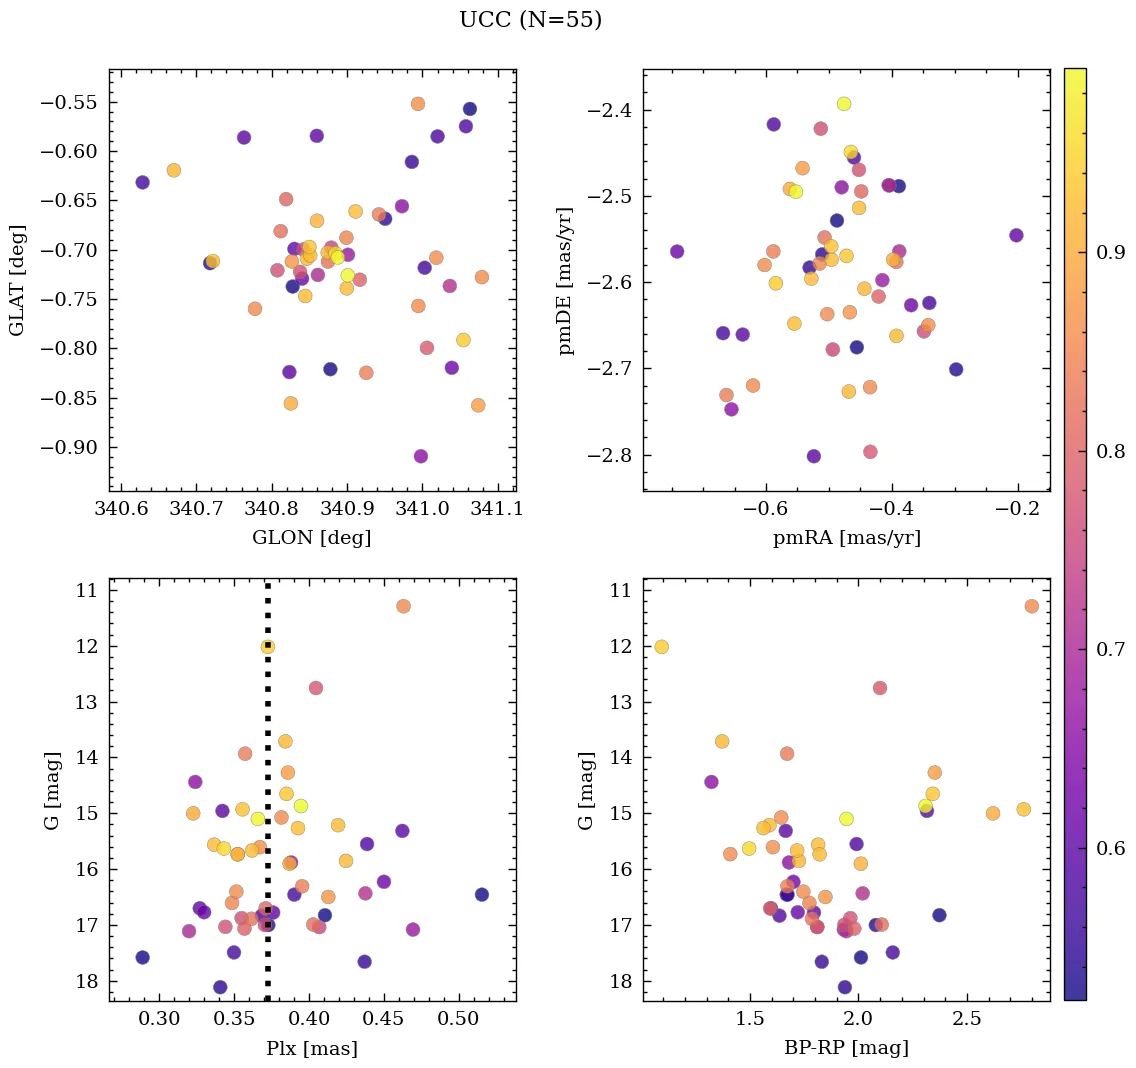 UCC (N=55)
−0.55
−0.60
−0.65
−0.70
−0.75
−0.80
−0.85
−0.90
GLAT [deg]
340.6 340.7 340.8 340.9 341.0 341.1
GLON [deg]
−2.4
−2.5
−2.6
−2.7
−2.8
pmDE [mas/yr]
−0.6 −0.4 −0.2
pmRA [mas/yr]
0.9
0.8
0.7
0.6
11
12
13
14
15
16
17
18
G [mag]
0.30 0.35 0.40 0.45 0.50
Plx [mas]
11
12
13
14
15
16
17
18
G [mag]
1.5 2.0 2.5
BP-RP [mag]